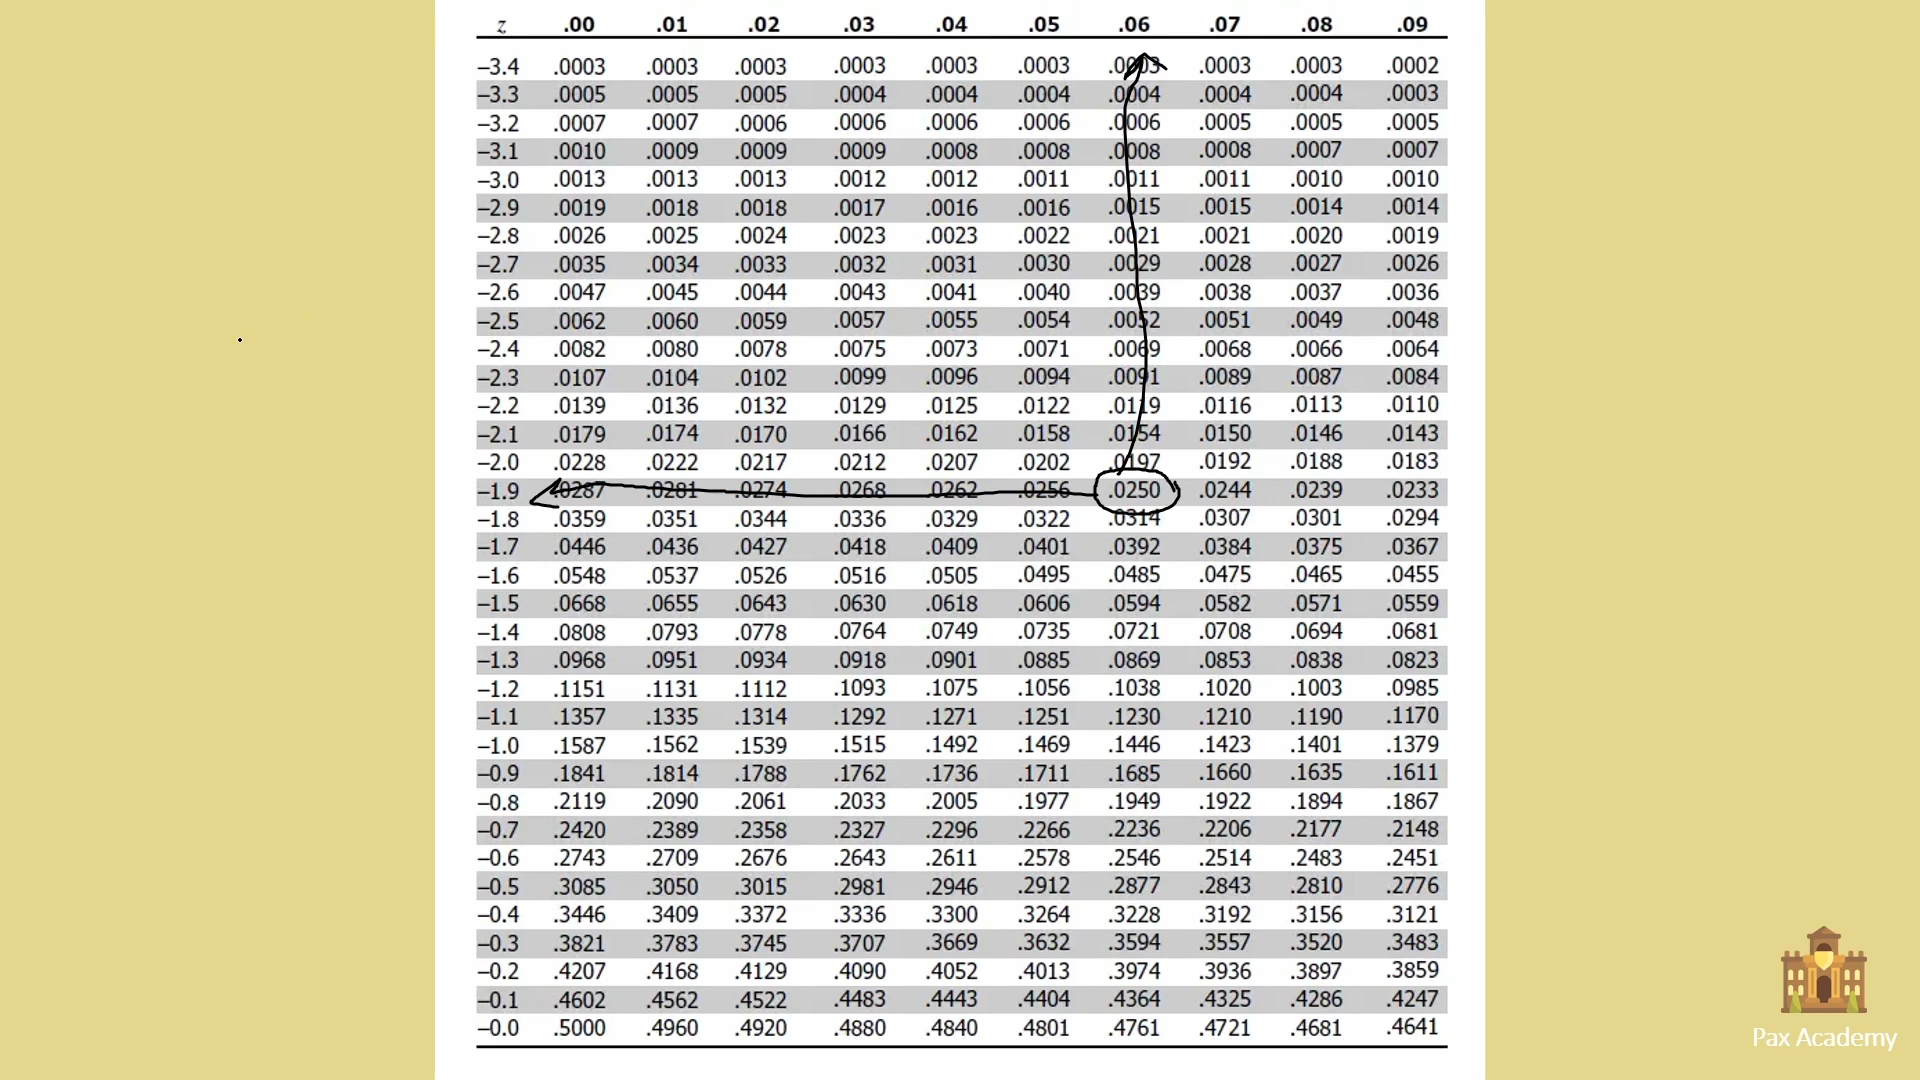 z .00 .01 .02 .03 .04 .05 .06 .07 .08 .09
–3.4 .0003 .0003 .0003 .0003 .0003 .0003 .0003 .0003 .0003 .0002
–3.3 .0005 .0005 .0005 .0004 .0004 .0004 .0004 .0004 .0004 .0003
–3.2 .0007 .0007 .0006 .0006 .0006 .0006 .0006 .0005 .0005 .0005
–3.1 .0010 .0009 .0009 .0009 .0008 .0008 .0008 .0008 .0007 .0007
–3.0 .0013 .0013 .0013 .0012 .0012 .0011 .0011 .0011 .0010 .0010
–2.9 .0019 .0018 .0018 .0017 .0016 .0016 .0015 .0015 .0014 .0014
–2.8 .0026 .0025 .0024 .0023 .0023 .0022 .0021 .0021 .0020 .0019
–2.7 .0035 .0034 .0033 .0032 .0031 .0030 .0029 .0028 .0027 .0026
–2.6 .0047 .0045 .0044 .0043 .0041 .0040 .0039 .0038 .0037 .0036
–2.5 .0062 .0060 .0059 .0057 .0055 .0054 .0052 .0051 .0049 .0048
–2.4 .0082 .0080 .0078 .0075 .0073 .0071 .0069 .0068 .0066 .0064
–2.3 .0107 .0104 .0102 .0099 .0096 .0094 .0091 .0089 .0087 .0084
–2.2 .0139 .0136 .0132 .0129 .0125 .0122 .0119 .0116 .0113 .0110
–2.1 .0179 .0174 .0170 .0166 .0162 .0158 .0154 .0150 .0146 .0143
–2.0 .0228 .0222 .0217 .0212 .0207 .0202 .0197 .0192 .0188 .0183
–1.9 .0287 .0281 .0274 .0268 .0262 .0256 .0250 .0244 .0239 .0233
–1.8 .0359 .0351 .0344 .0336 .0329 .0322 .0314 .0307 .0301 .0294
–1.7 .0446 .0436 .0427 .0418 .0409 .0401 .0392 .0384 .0375 .0367
–1.6 .0548 .0537 .0526 .0516 .0505 .0495 .0485 .0475 .0465 .0455
–1.5 .0668 .0655 .0643 .0630 .0618 .0606 .0594 .0582 .0571 .0559
–1.4 .0808 .0793 .0778 .0764 .0749 .0735 .0721 .0708 .0694 .0681
–1.3 .0968 .0951 .0934 .0918 .0901 .0885 .0869 .0853 .0838 .0823
–1.2 .1151 .1131 .1112 .1093 .1075 .1056 .1038 .1020 .1003 .0985
–1.1 .1357 .1335 .1314 .1292 .1271 .1251 .1230 .1210 .1190 .1170
–1.0 .1587 .1562 .1539 .1515 .1492 .1469 .1446 .1423 .1401 .1379
–0.9 .1841 .1814 .1788 .1762 .1736 .1711 .1685 .1660 .1635 .1611
–0.8 .2119 .2090 .2061 .2033 .2005 .1977 .1949 .1922 .1894 .1867
–0.7 .2420 .2389 .2358 .2327 .2296 .2266 .2236 .2206 .2177 .2148
–0.6 .2743 .2709 .2676 .2643 .2611 .2578 .2546 .2514 .2483 .2451
–0.5 .3085 .3050 .3015 .2981 .2946 .2912 .2877 .2843 .2810 .2776
–0.4 .3446 .3409 .3372 .3336 .3300 .3264 .3228 .3192 .3156 .3121
–0.3 .3821 .3783 .3745 .3707 .3669 .3632 .3594 .3557 .3520 .3483
–0.2 .4207 .4168 .4129 .4090 .4052 .4013 .3974 .3936 .3897 .3859
–0.1 .4602 .4562 .4522 .4483 .4443 .4404 .4364 .4325 .4286 .4247
–0.0 .5000 .4960 .4920 .4880 .4840 .4801 .4761 .4721 .4681 .4641
Pax Academy